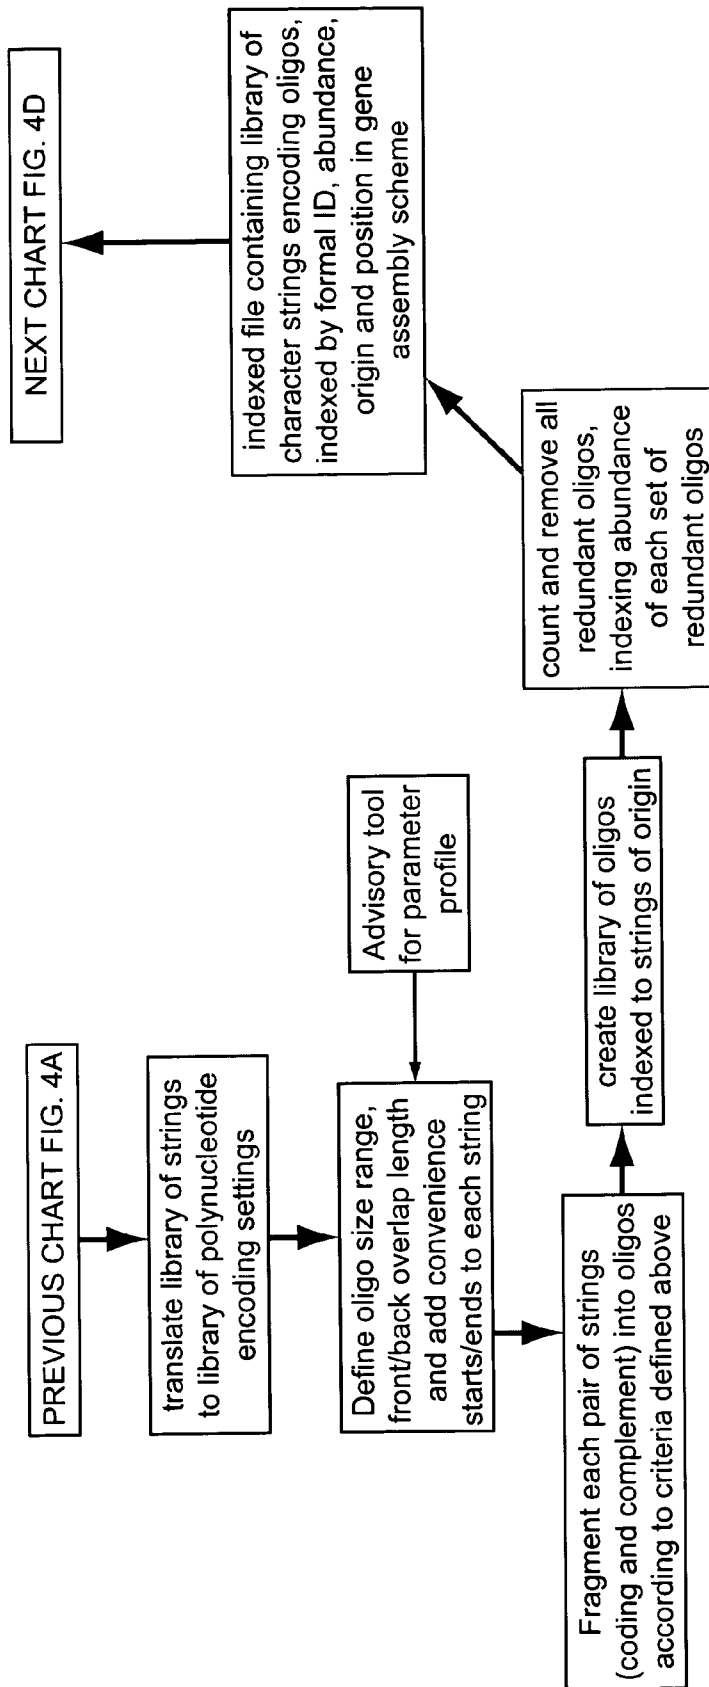 PREVIOUS CHART FIG. 4A
translate library of strings
to library of polynucleotide
encoding settings
Define oligo size range,
front/back overlap length
and add convenience
starts/ends to each string
Advisory tool
for parameter
profile
Fragment each pair of strings
(coding and complement) into oligos
according to criteria defined above
create library of oligos
indexed to strings of origin
count and remove all
redundant oligos,
indexing abundance
of each set of
redundant oligos
indexed file containing library of
character strings encoding oligos,
indexed by formal ID, abundance,
origin and position in gene
assembly scheme
NEXT CHART FIG. 4D